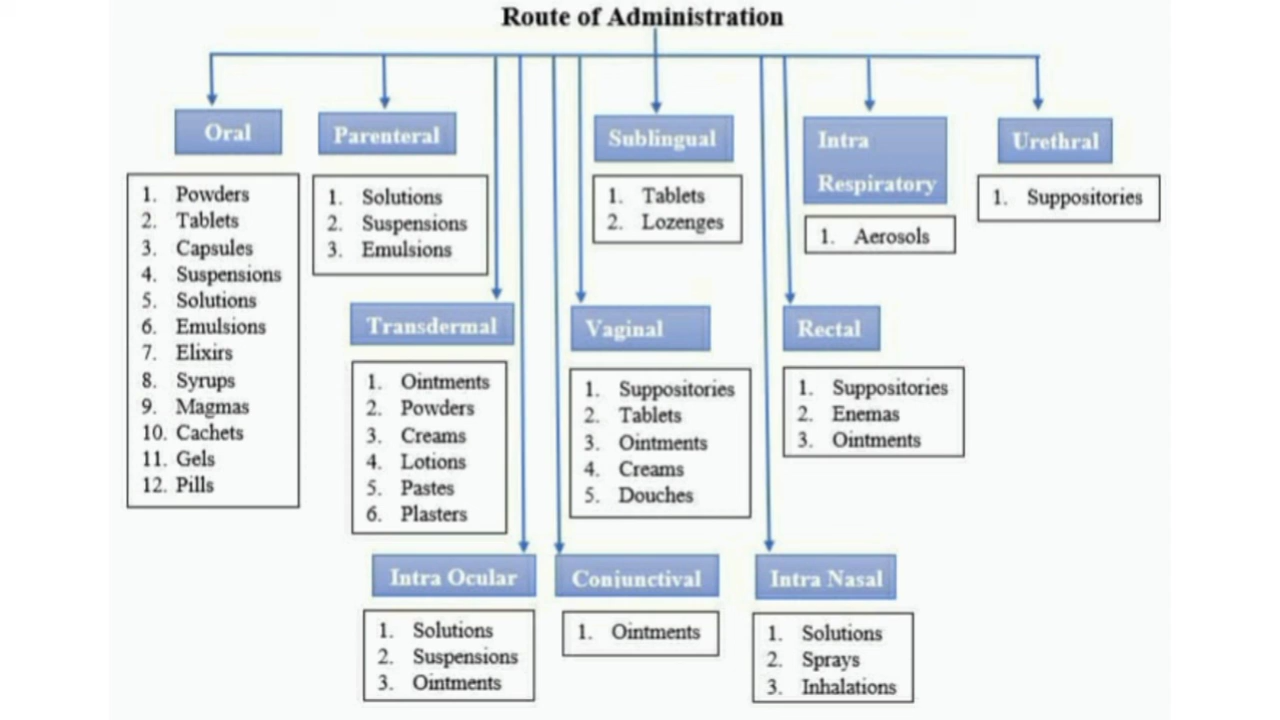 Route of Administration
Oral
1. Powders
2. Tablets
3. Capsules
4. Suspensions
5. Solutions
6. Emulsions
7. Elixirs
8. Syrups
9. Magmas
10. Cachets
11. Gels
12. Pills
Parenteral
1. Solutions
2. Suspensions
3. Emulsions
Sublingual
1. Tablets
2. Lozenges
Intra
Respiratory
1. Aerosols
Urethral
1. Suppositories
Transdermal
1. Ointments
2. Powders
3. Creams
4. Lotions
5. Pastes
6. Plasters
Vaginal
1. Suppositories
2. Tablets
3. Ointments
4. Creams
5. Douches
Rectal
1. Suppositories
2. Enemas
3. Ointments
Intra Ocular
1. Solutions
2. Suspensions
3. Ointments
Conjunctival
1. Ointments
Intra Nasal
1. Solutions
2. Sprays
3. Inhalations